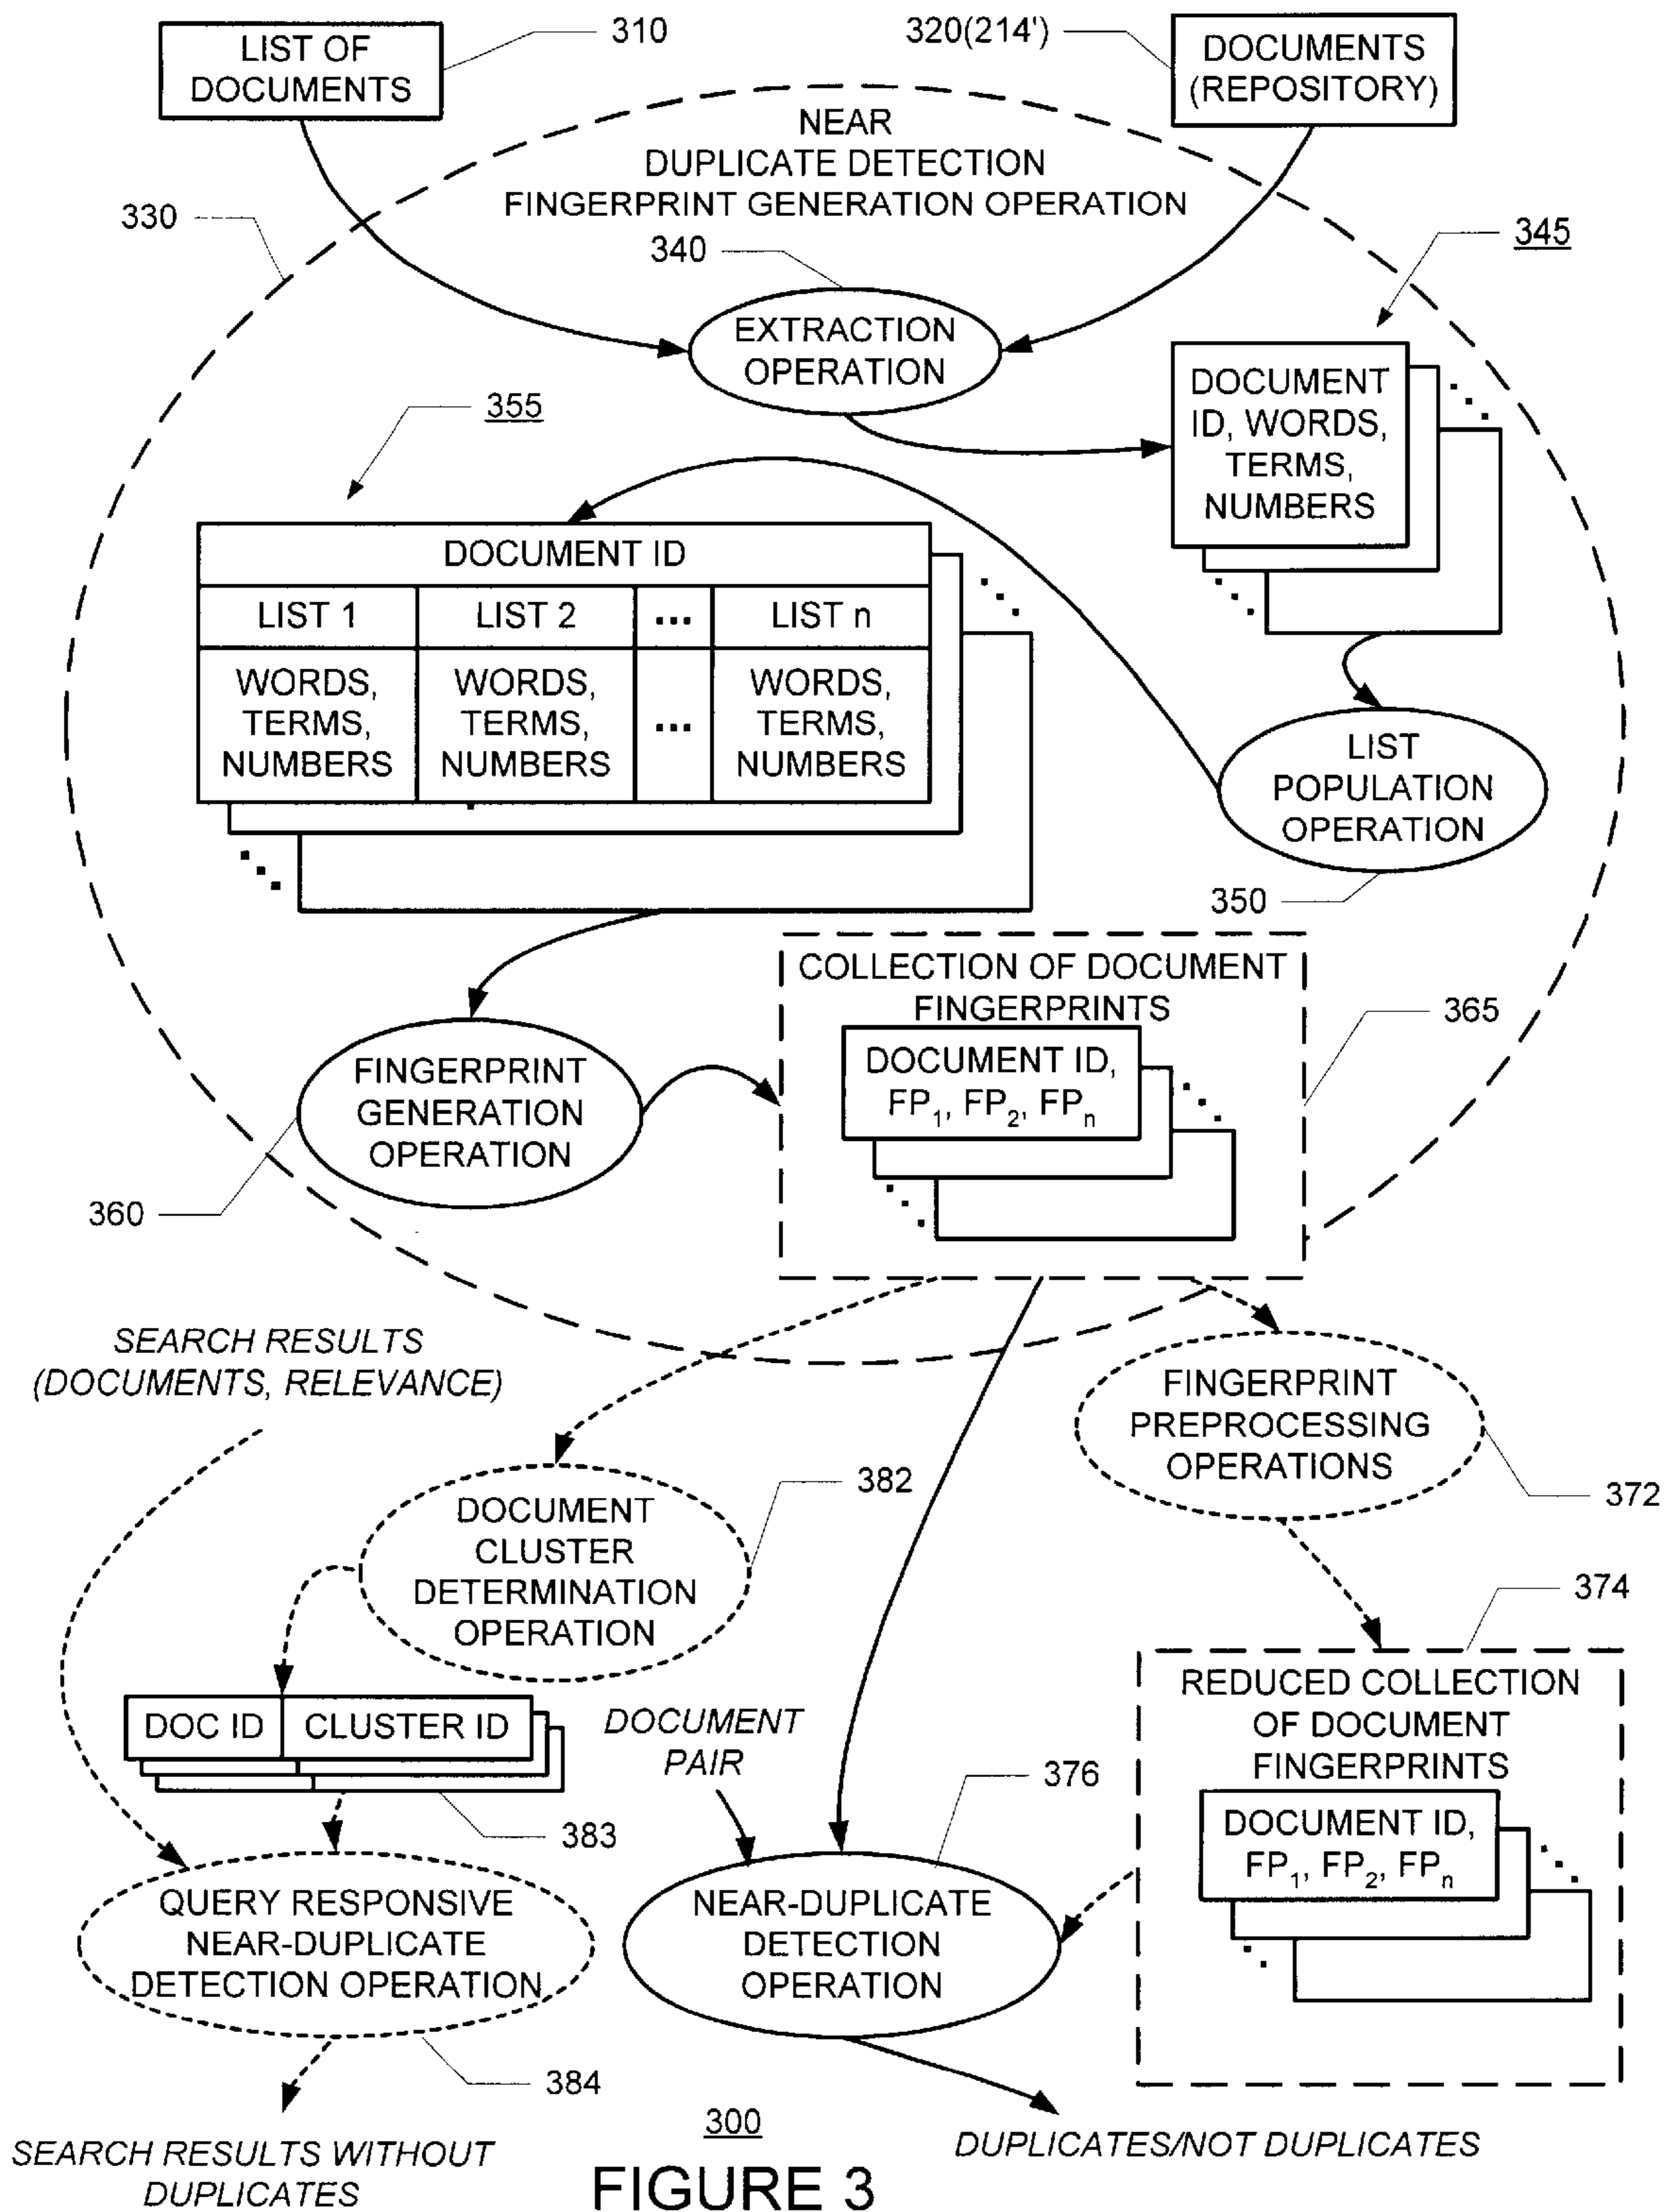 LIST OF
DOCUMENTS
310
320(214')
DOCUMENTS
(REPOSITORY)
NEAR
DUPLICATE DETECTION
FINGERPRINT GENERATION OPERATION
330
340
345
EXTRACTION
OPERATION
DOCUMENT
ID, WORDS,
TERMS,
NUMBERS
355
DOCUMENT ID
LIST 1
LIST 2
...
LIST n
WORDS,
TERMS,
NUMBERS
WORDS,
TERMS,
NUMBERS
...
WORDS,
TERMS,
NUMBERS
LIST
POPULATION
OPERATION
350
COLLECTION OF DOCUMENT
FINGERPRINTS
365
DOCUMENT ID,
FP1, FP2, FPn
FINGERPRINT
GENERATION
OPERATION
360
SEARCH RESULTS
(DOCUMENTS, RELEVANCE)
FINGERPRINT
PREPROCESSING
OPERATIONS
372
382
DOCUMENT
CLUSTER
DETERMINATION
OPERATION
374
REDUCED COLLECTION
OF DOCUMENT
FINGERPRINTS
DOCUMENT ID,
FP1, FP2, FPn
DOC ID
CLUSTER ID
383
DOCUMENT
PAIR
376
QUERY RESPONSIVE
NEAR-DUPLICATE
DETECTION OPERATION
384
NEAR-DUPLICATE
DETECTION
OPERATION
SEARCH RESULTS WITHOUT
DUPLICATES
300
DUPLICATES/NOT DUPLICATES
FIGURE 3